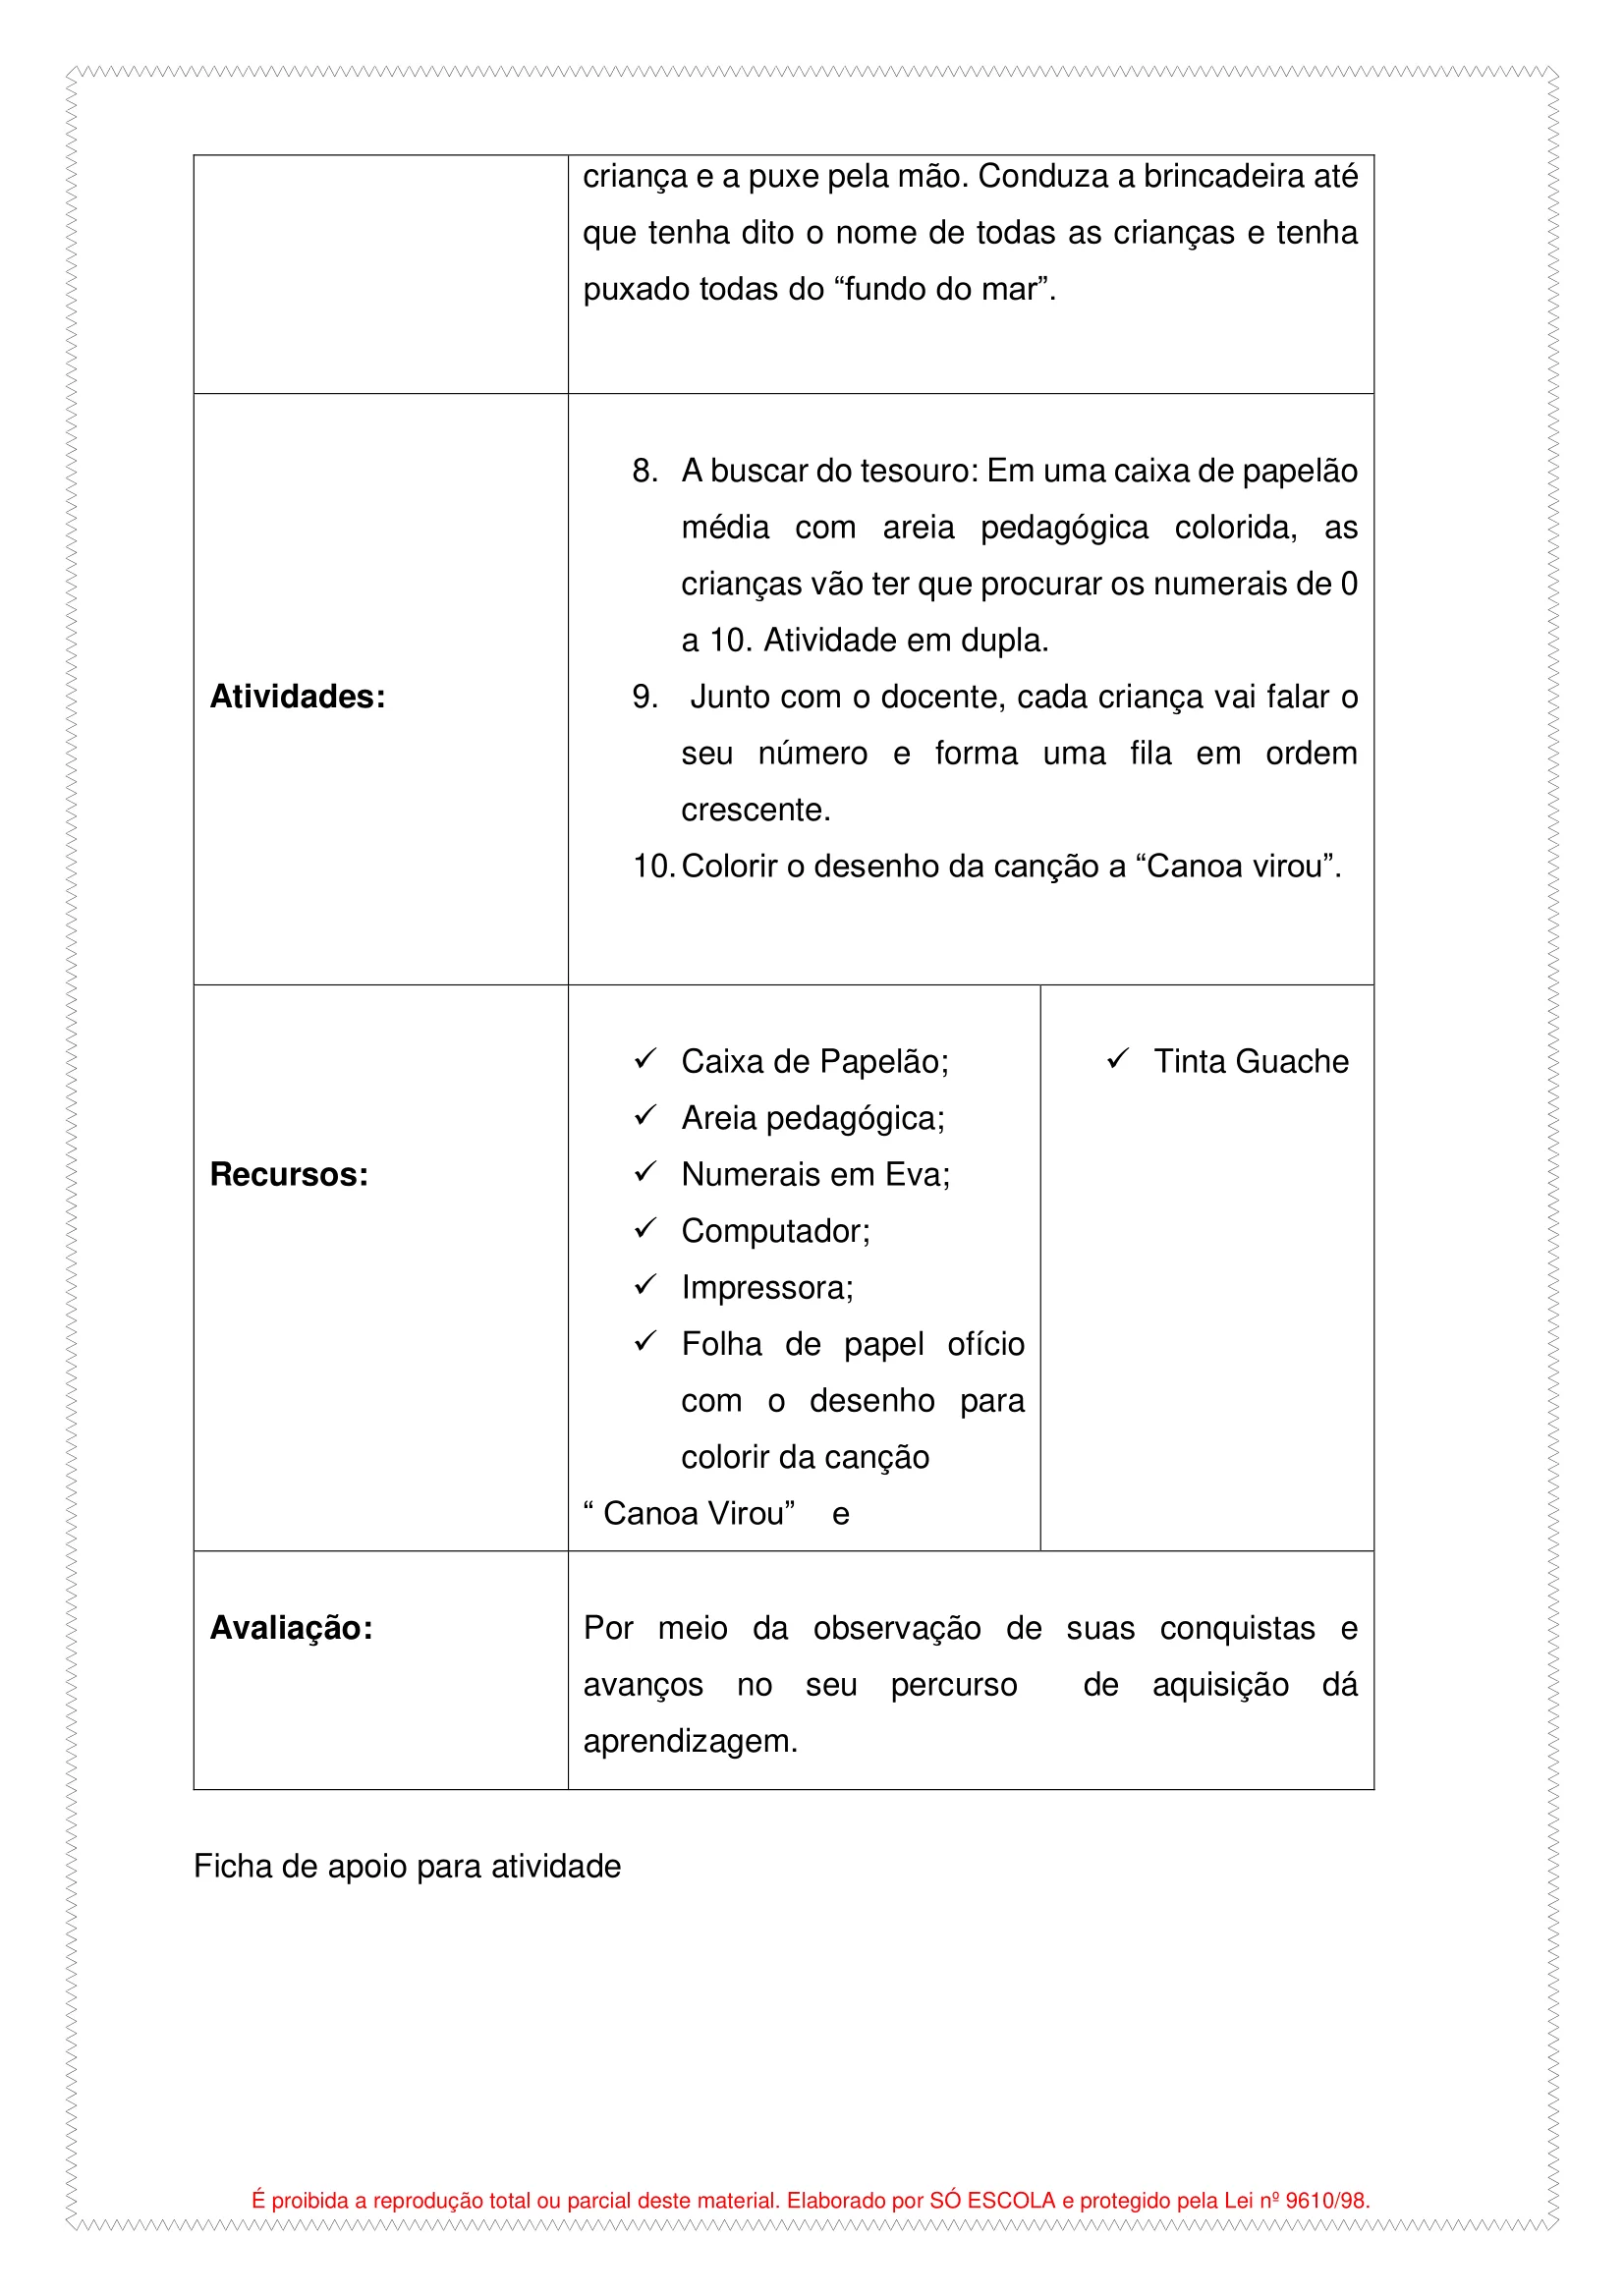 criança e a puxe pela mão. Conduza a brincadeira até
que tenha dito o nome de todas as crianças e tenha
puxado todas do “fundo do mar”.
Atividades:
8. A buscar do tesouro: Em uma caixa de papelão
média com areia pedagógica colorida, as
crianças vão ter que procurar os numerais de 0
a 10. Atividade em dupla.
9. Junto com o docente, cada criança vai falar o
seu número e forma uma fila em ordem
crescente.
10. Colorir o desenho da canção a “Canoa virou”.
Recursos:
✓ Caixa de Papelão;
✓ Areia pedagógica;
✓ Numerais em Eva;
✓ Computador;
✓ Impressora;
✓ Folha de papel ofício
com o desenho para
colorir da canção
“ Canoa Virou” e
✓ Tinta Guache
Avaliação:
Por meio da observação de suas conquistas e
avanços no seu percurso de aquisição dá
aprendizagem.
Ficha de apoio para atividade
É proibida a reprodução total ou parcial deste material. Elaborado por SÓ ESCOLA e protegido pela Lei nº 9610/98.